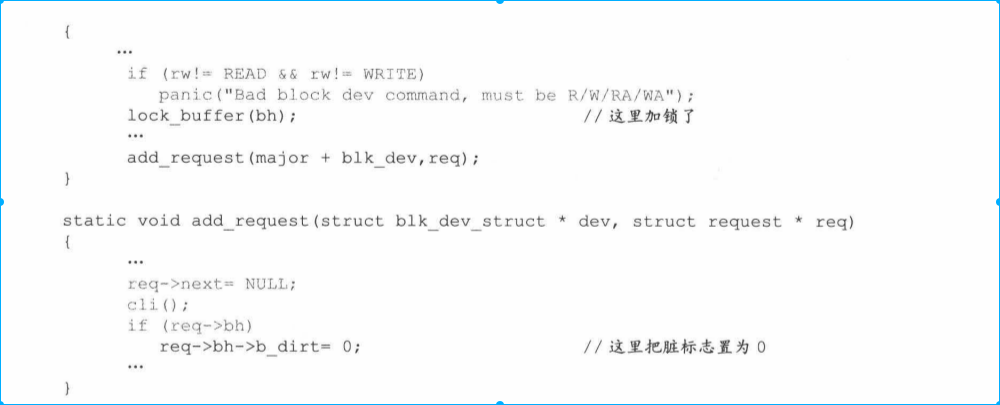 {
…
if (rw!= READ && rw!= WRITE)
panic("Bad block dev command, must be R/W/RA/WA");
lock_buffer(bh); //这里加锁了
…
add_request(major + blk_dev,req);
}
static void add_request(struct blk_dev_struct * dev, struct request * req)
{
…
req->next= NULL;
cli();
if (req->bh)
req->bh->b_dirt= 0; //这里把脏标志置为 0
…
}